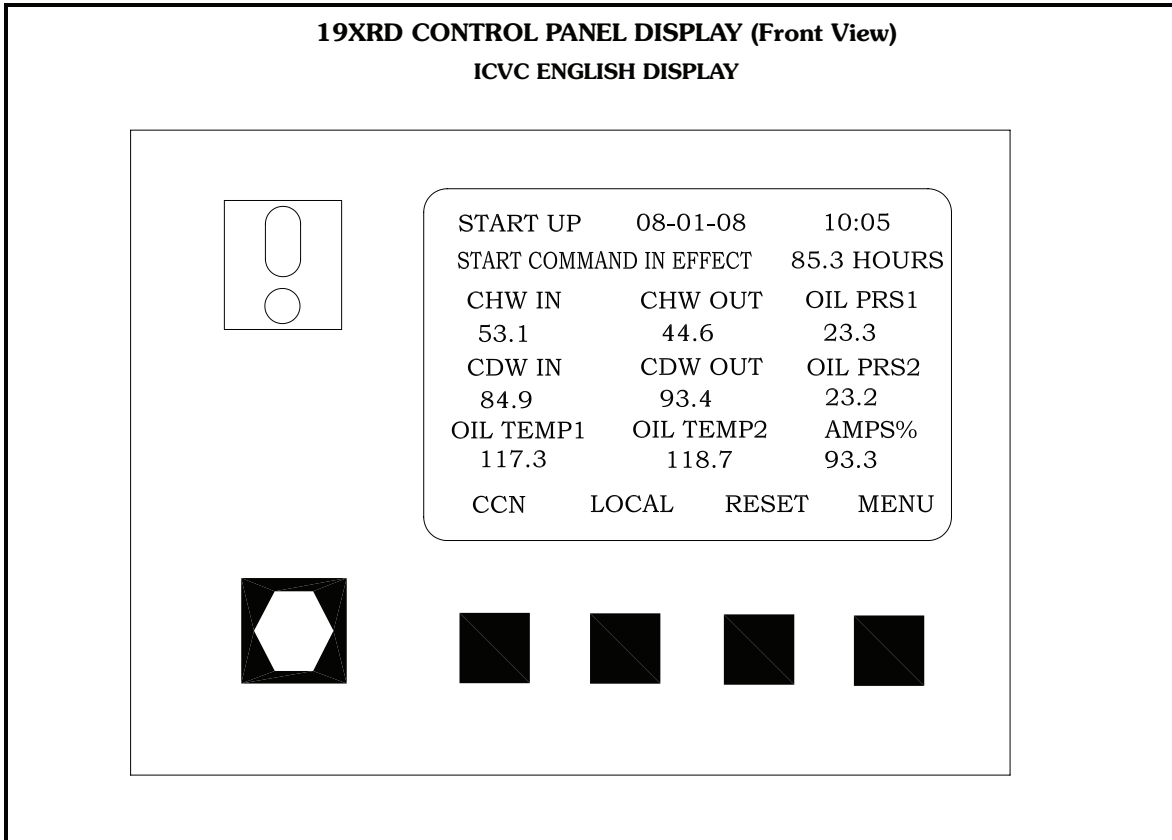 19XRD CONTROL PANEL DISPLAY (Front View)
ICVC ENGLISH DISPLAY
START UP 08-01-08 10:05
START COMMAND IN EFFECT 85.3 HOURS
CHW IN CHW OUT OIL PRS1
53.1 44.6 23.3
CDW IN CDW OUT OIL PRS2
84.9 93.4 23.2
OIL TEMP1 OIL TEMP2 AMPS%
117.3 118.7 93.3
CCN LOCAL RESET MENU